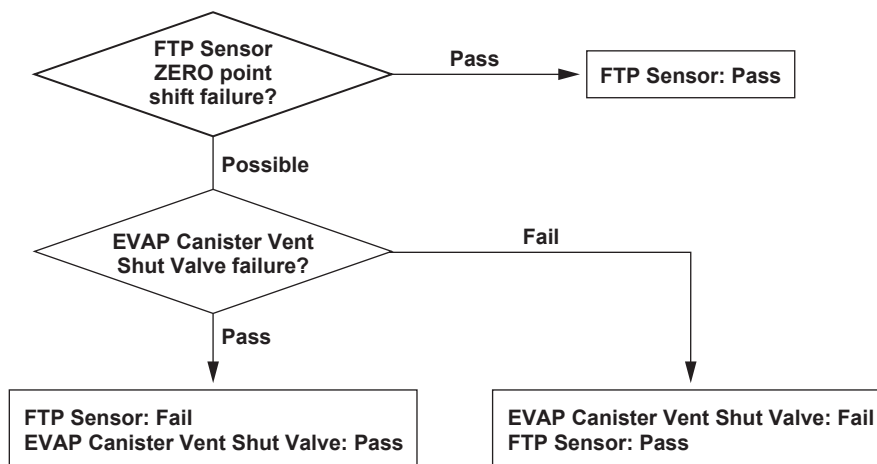 FTP Sensor
ZERO point
shift failure?
Pass
FTP Sensor: Pass
Possible
EVAP Canister Vent
Shut Valve failure?
Fail
Pass
FTP Sensor: Fail
EVAP Canister Vent Shut Valve: Pass
EVAP Canister Vent Shut Valve: Fail
FTP Sensor: Pass